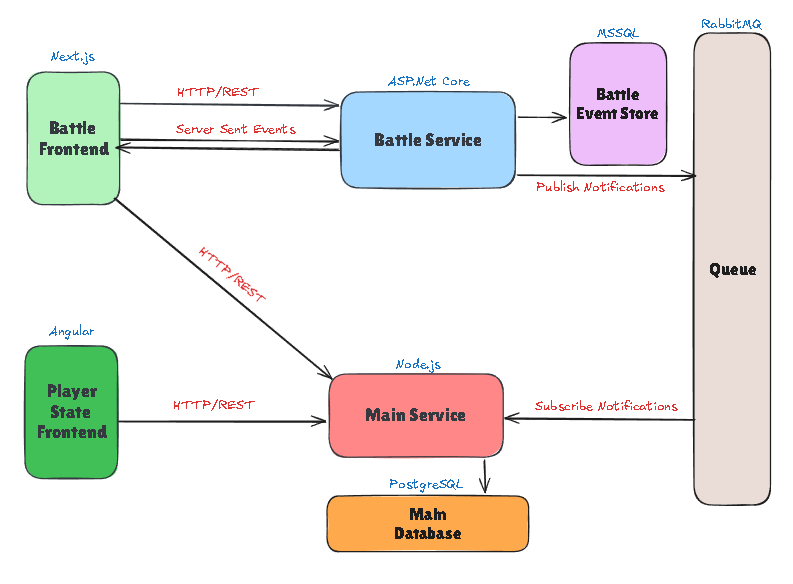 RabbitMQ
MSSQL
Next.js
ASP.Net Core
HTTP/REST
Battle
Event Store
Battle
Frontend
Server Sent Events
Battle Service
Publish Notifications
Queue
HTTP/REST
Angular
Node.js
Player
State
Frontend
HTTP/REST
Main Service
Subscribe Notifications
PostgreSQL
Main
Database